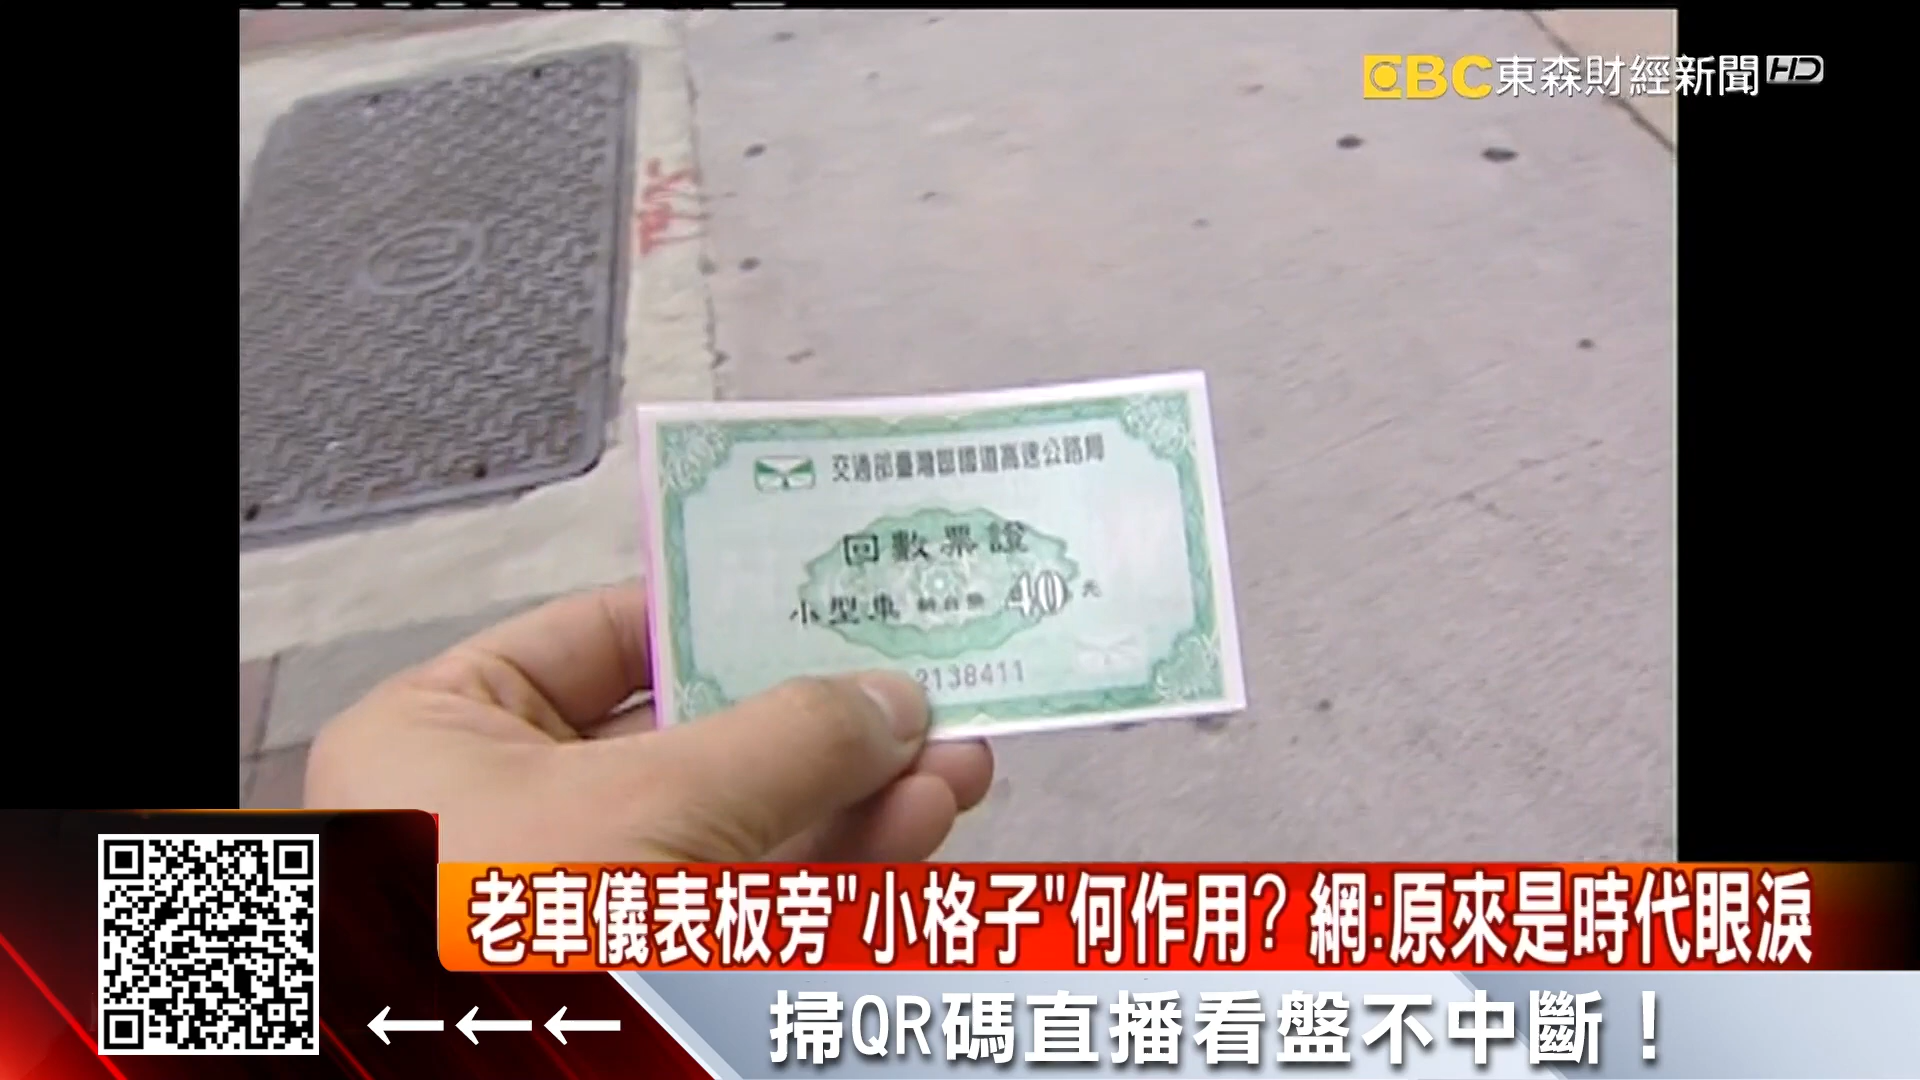 EBC東森財經新聞HD
交通部臺灣區國道高速公路局
回數票證
小型車 40元
2138411
老車儀表板旁"小格子"何作用? 網:原來是時代眼淚
←←← 掃QR碼直播看盤不中斷！